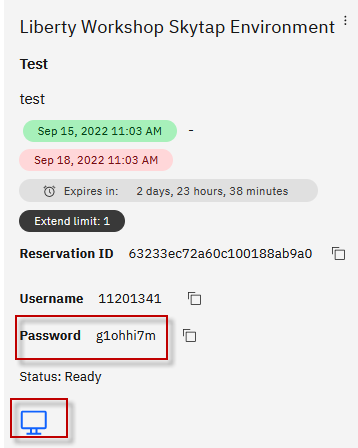 Liberty Workshop Skytap Environment
Test
test
Sep 15, 2022 11:03 AM -
Sep 18, 2022 11:03 AM
Expires in: 2 days, 23 hours, 38 minutes
Extend limit: 1
Reservation ID 63233ec72a60c100188ab9a0
Username 11201341
Password g1ohhi7m
Status: Ready